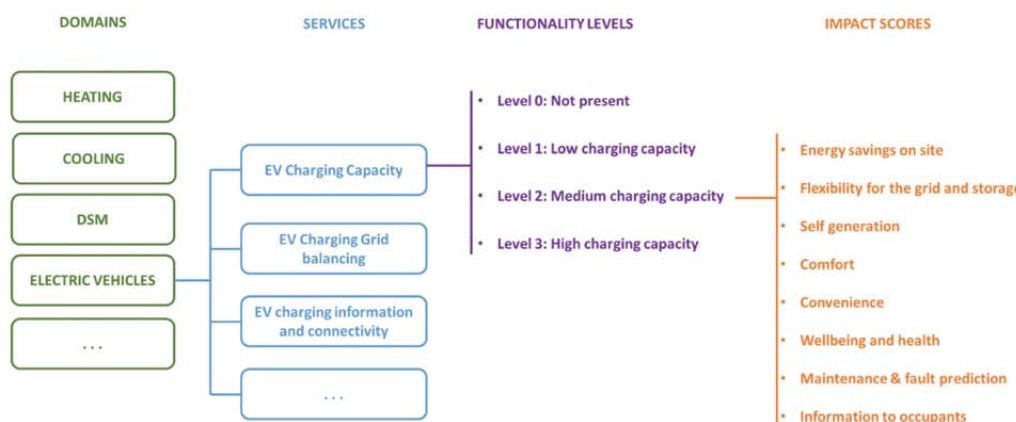 DOMAINS
SERVICES
FUNCTIONALITY LEVELS
IMPACT SCORES
HEATING
COOLING
DSM
ELECTRIC VEHICLES
...
EV Charging Capacity
EV Charging Grid
balancing
EV charging information
and connectivity
...
• Level 0: Not present
• Level 1: Low charging capacity
• Level 2: Medium charging capacity
• Level 3: High charging capacity
• Energy savings on site
• Flexibility for the grid and storage
• Self generation
• Comfort
• Convenience
• Wellbeing and health
• Maintenance & fault prediction
• Information to occupants